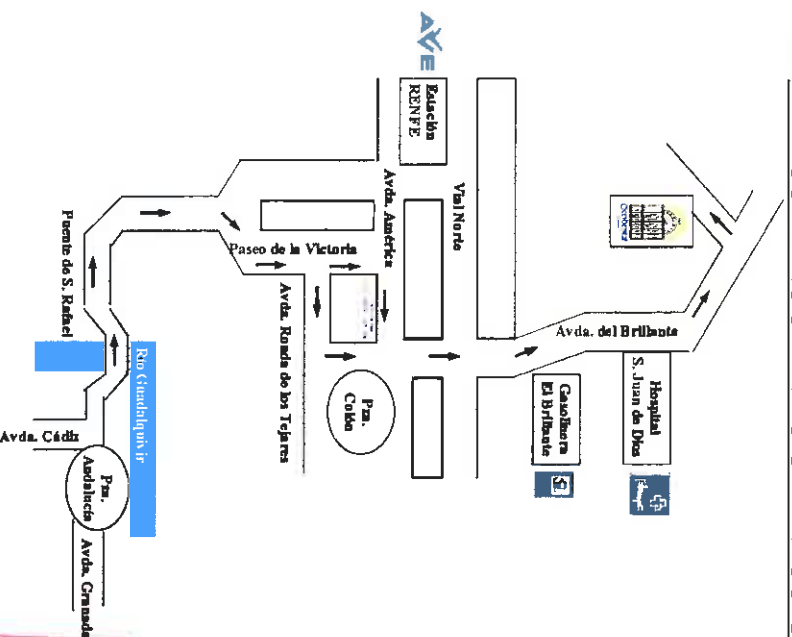 AVE
Estación
RENFE
Avda. América
Vial Norte
Paseo de la Victoria
Puente de S. Rafael
Avda. Ronda de los Tejares
Pza.
Colón
Avda. del Brillante
Gasolinera
El Brillante
Hospital
S. Juan de Dios
Río Guadalquivir
Avda. Cádiz
Pza.
Andalucía
Avda. Granada